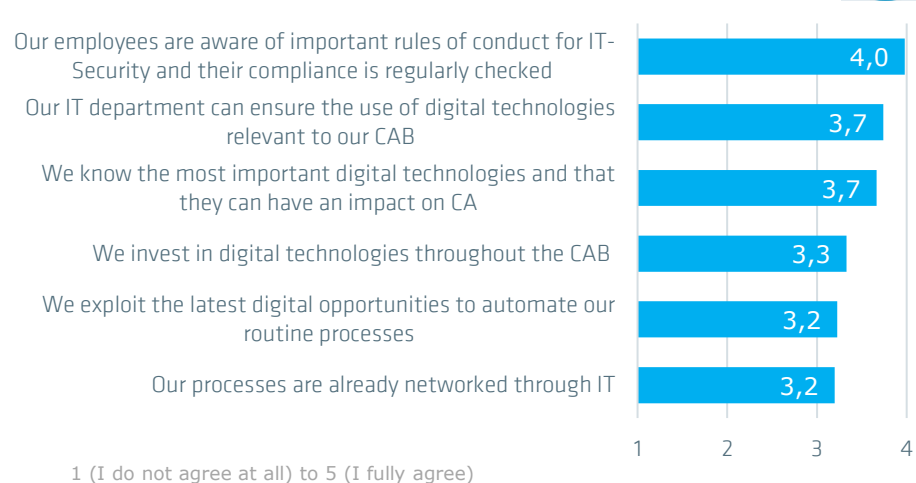 Our employees are aware of important rules of conduct for IT-
Security and their compliance is regularly checked
4,0
Our IT department can ensure the use of digital technologies
relevant to our CAB
3,7
We know the most important digital technologies and that
they can have an impact on CA
3,7
We invest in digital technologies throughout the CAB
3,3
We exploit the latest digital opportunities to automate our
routine processes
3,2
Our processes are already networked through IT
3,2
1 2 3 4
1 (I do not agree at all) to 5 (I fully agree)